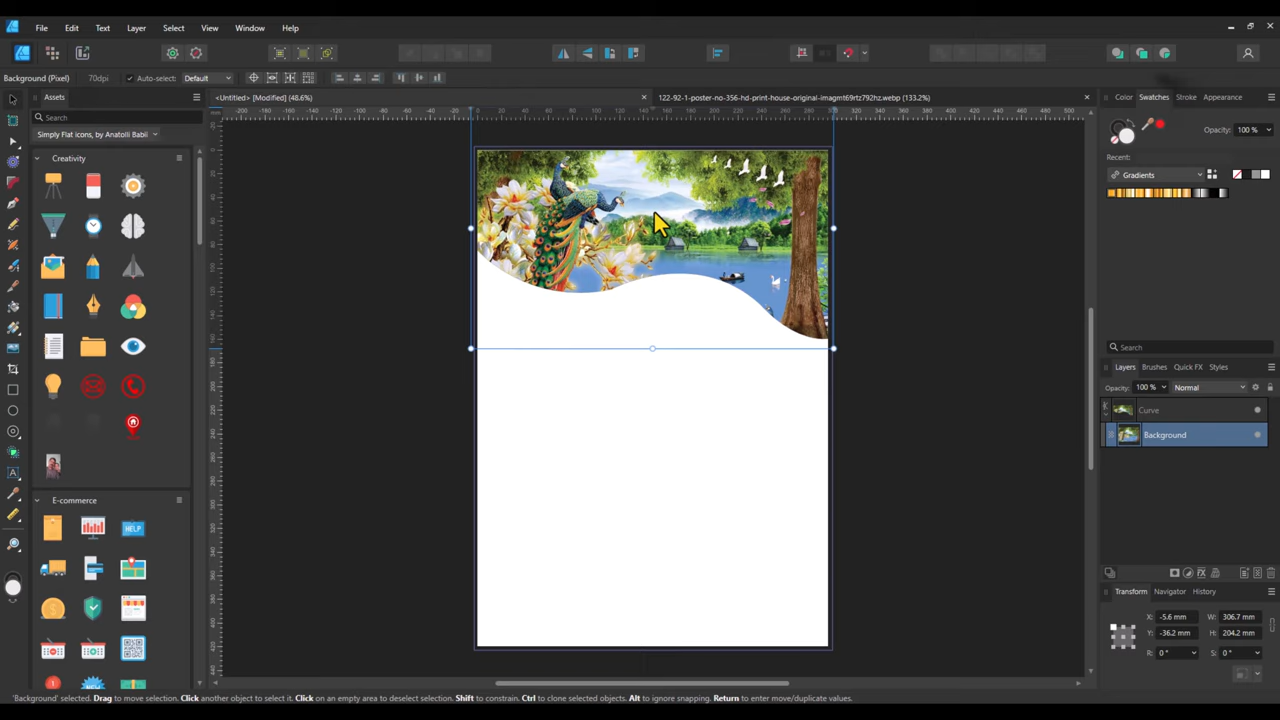 File Edit Text Layer Select View Window Help
Background (Pixel) 70dpi Auto-select: Default
Assets
<Untitled> [Modified] (48.6%)
122-92-1-poster-no-356-hd-print-house-original-imagmt69rtz792hz.webp (133.2%)
Color Swatches Stroke Appearance
Search
Simply Flat icons, by Anatolli Babii
Opacity: 100 %
Creativity
Recent:
Gradients
HELP
E-commerce
Search
Layers Brushes Quick FX Styles
Opacity: 100 % Normal
Curve
Background
Transform Navigator History
X: -5.6 mm W: 306.7 mm
Y: -36.2 mm H: 204.2 mm
R: 0 ° S: 0 °
'Background' selected. Drag to move selection. Click another object to select it. Click on an empty area to deselect selection. Shift to constrain. Ctrl to clone selected objects. Alt to ignore snapping. Return to enter move/duplicate values.